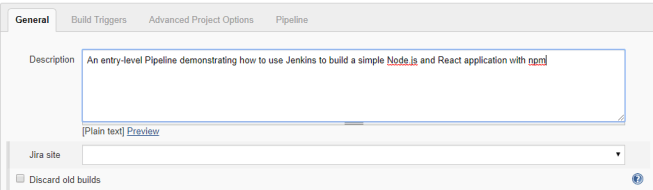 General Build Triggers Advanced Project Options Pipeline
Description An entry-level Pipeline demonstrating how to use Jenkins to build a simple Node.js and React application with npm
[Plain text] Preview
Jira site
Discard old builds